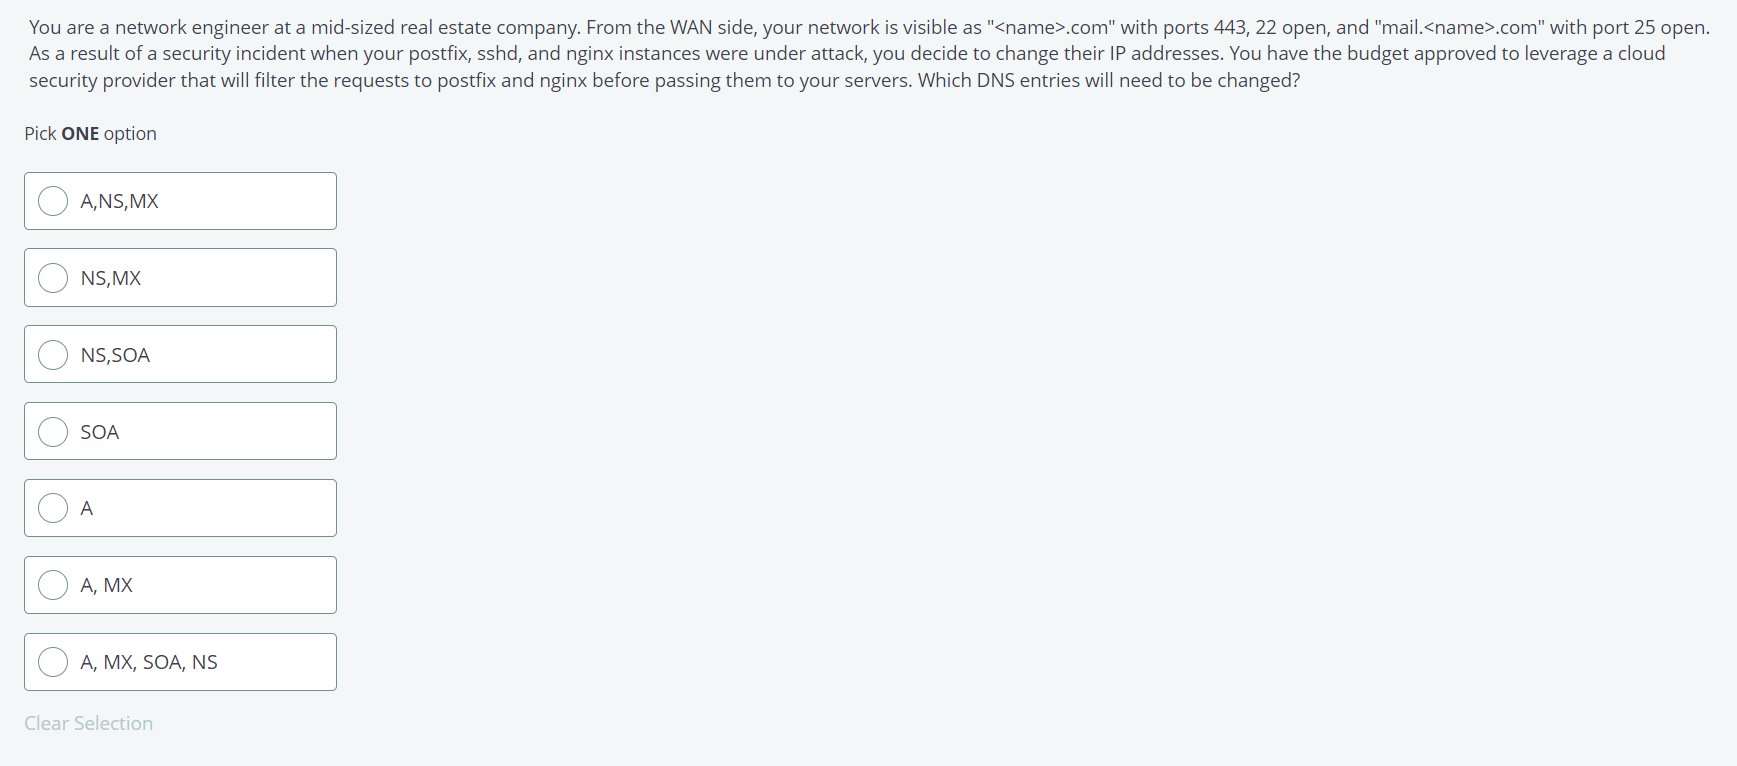 You are a network engineer at a mid-sized real estate company. From the WAN side, your network is visible as "<name>.com" with ports 443, 22 open, and "mail.<name>.com" with port 25 open.
As a result of a security incident when your postfix, sshd, and nginx instances were under attack, you decide to change their IP addresses. You have the budget approved to leverage a cloud
security provider that will filter the requests to postfix and nginx before passing them to your servers. Which DNS entries will need to be changed?
Pick ONE option
A,NS,MX
NS,MX
NS,SOA
SOA
A
A, MX
A, MX, SOA, NS
Clear Selection